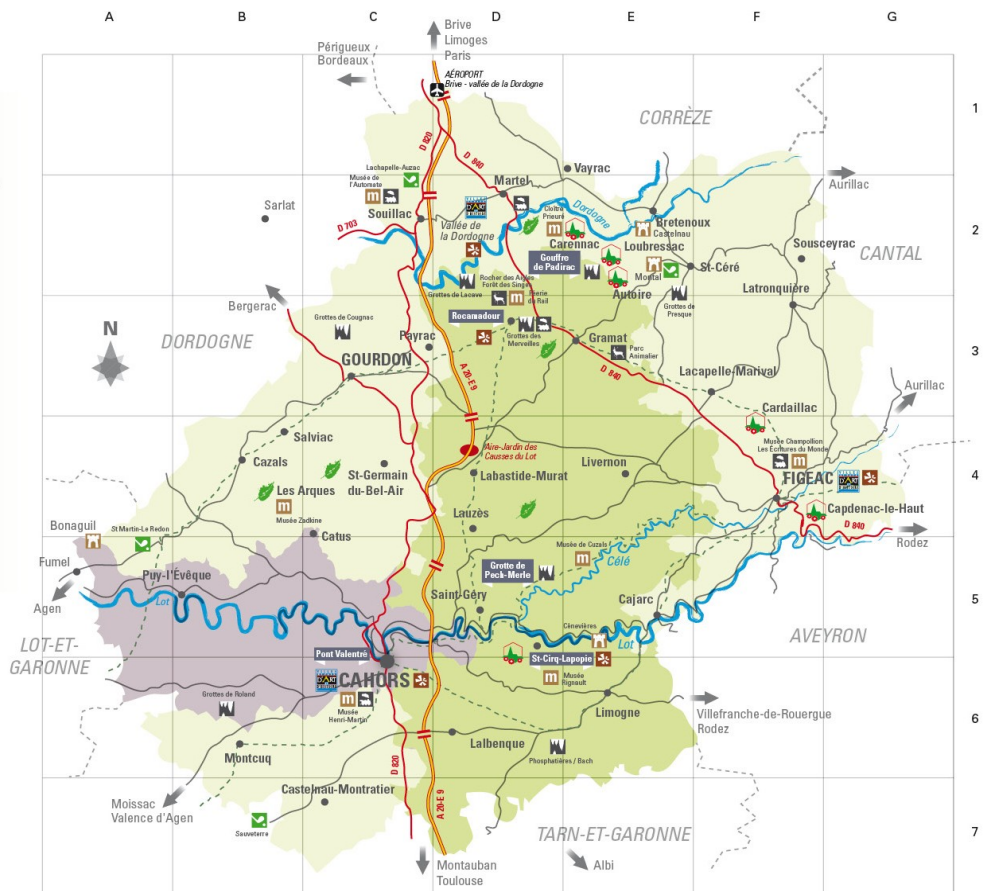 A
B
C
D
E
F
G
Brive
Limoges
Paris
Périgueux
Bordeaux
AÉROPORT
Brive - vallée de la Dordogne
1
CORRÈZE
D 820
D 840
Vayrac
Lachapelle-Auzac
Musée de
l'Automate
Martel
Aurillac
Sarlat
Souillac
Cloître
Prieuré
Dordogne
Bretenoux
Castelnau
2
D 703
Vallée de
la Dordogne
Carennac
Loubressac
Sousceyrac
CANTAL
Gouffre
de Padirac
Montal
St-Céré
Autoire
Rocher des Aigles
Forêt des Singes
Grottes de Lacave
Féerie
du Rail
Grottes de
Presque
Latronquière
Bergerac
Rocamadour
Grottes de Cougnac
DORDOGNE
N
Payrac
Grottes des
Merveilles
Gramat
Parc
Animalier
3
GOURDON
A 20-E 9
D 840
Lacapelle-Marival
Aurillac
Cardaillac
Salviac
Aire-Jardin des
Causses du Lot
Musée Champollion
Les Écritures du Monde
Cazals
St-Germain
du-Bel-Air
Labastide-Murat
Livernon
FIGEAC
4
Les Arques
Musée Zadkine
Lauzès
Capdenac-le-Haut
Bonaguil
St Martin-Le Redon
Catus
D 840
Rodez
Fumel
Musée de Cuzals
Grotte de
Pech-Merle
Célé
Puy-l'Évêque
Agen
Lot
Saint-Géry
Cajarc
5
LOT-ET-
GARONNE
Cénevières
Lot
AVEYRON
Pont Valentré
St-Cirq-Lapopie
CAHORS
Musée
Rignault
Grottes de Roland
Musée
Henri-Martin
Limogne
Villefranche-de-Rouergue
Rodez
6
Montcuq
Lalbenque
Phosphatières / Bach
D 820
A 20-E 9
Moissac
Valence d'Agen
Castelnau-Montratier
Sauveterre
7
TARN-ET-GARONNE
Montauban
Toulouse
Albi